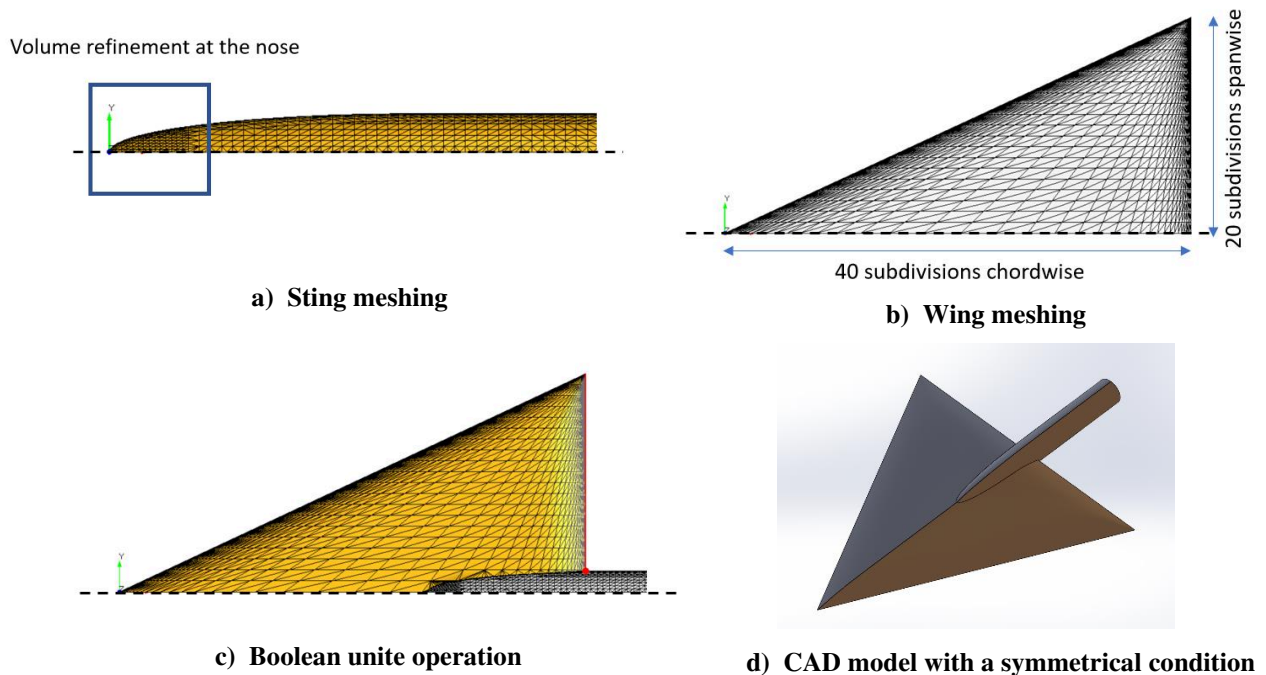 Volume refinement at the nose
Y
a) Sting meshing
Y
20 subdivisions spanwise
40 subdivisions chordwise
b) Wing meshing
Y
c) Boolean unite operation
d) CAD model with a symmetrical condition